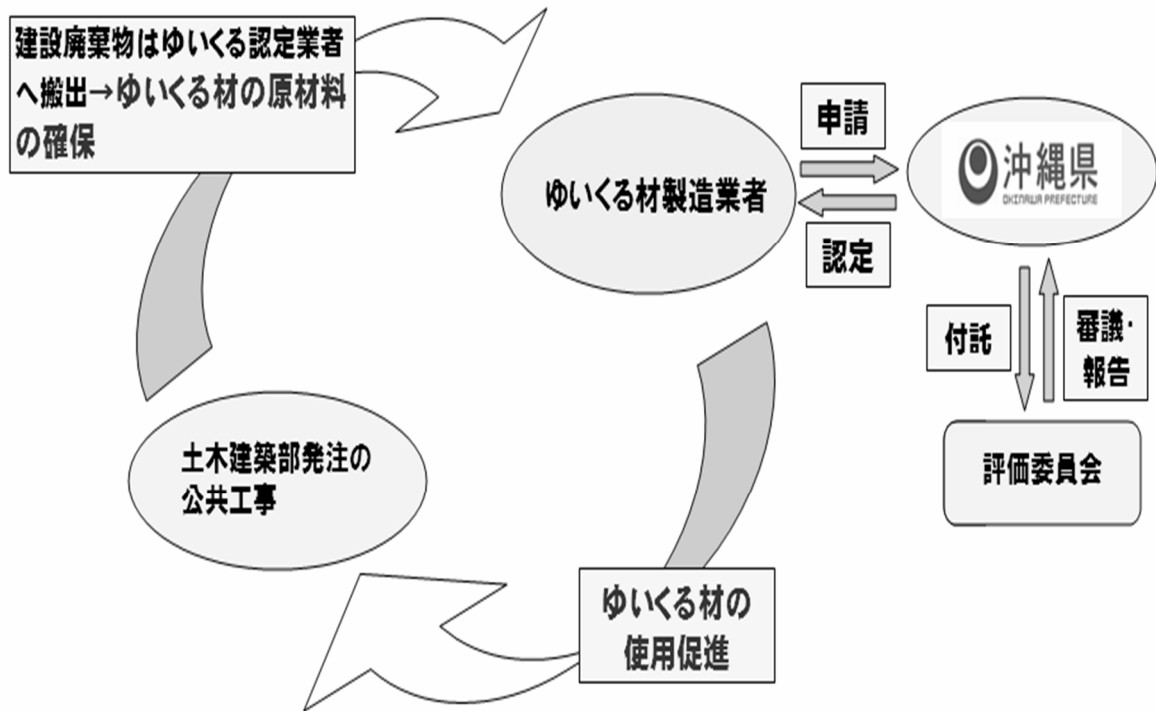 建設廃棄物はゆいくる認定業者
へ搬出→ゆいくる材の原材料
の確保
ゆいくる材製造業者
申請
認定
沖縄県
OKINAWA PREFECTURE
付託
審議・
報告
評価委員会
土木建築部発注の
公共工事
ゆいくる材の
使用促進